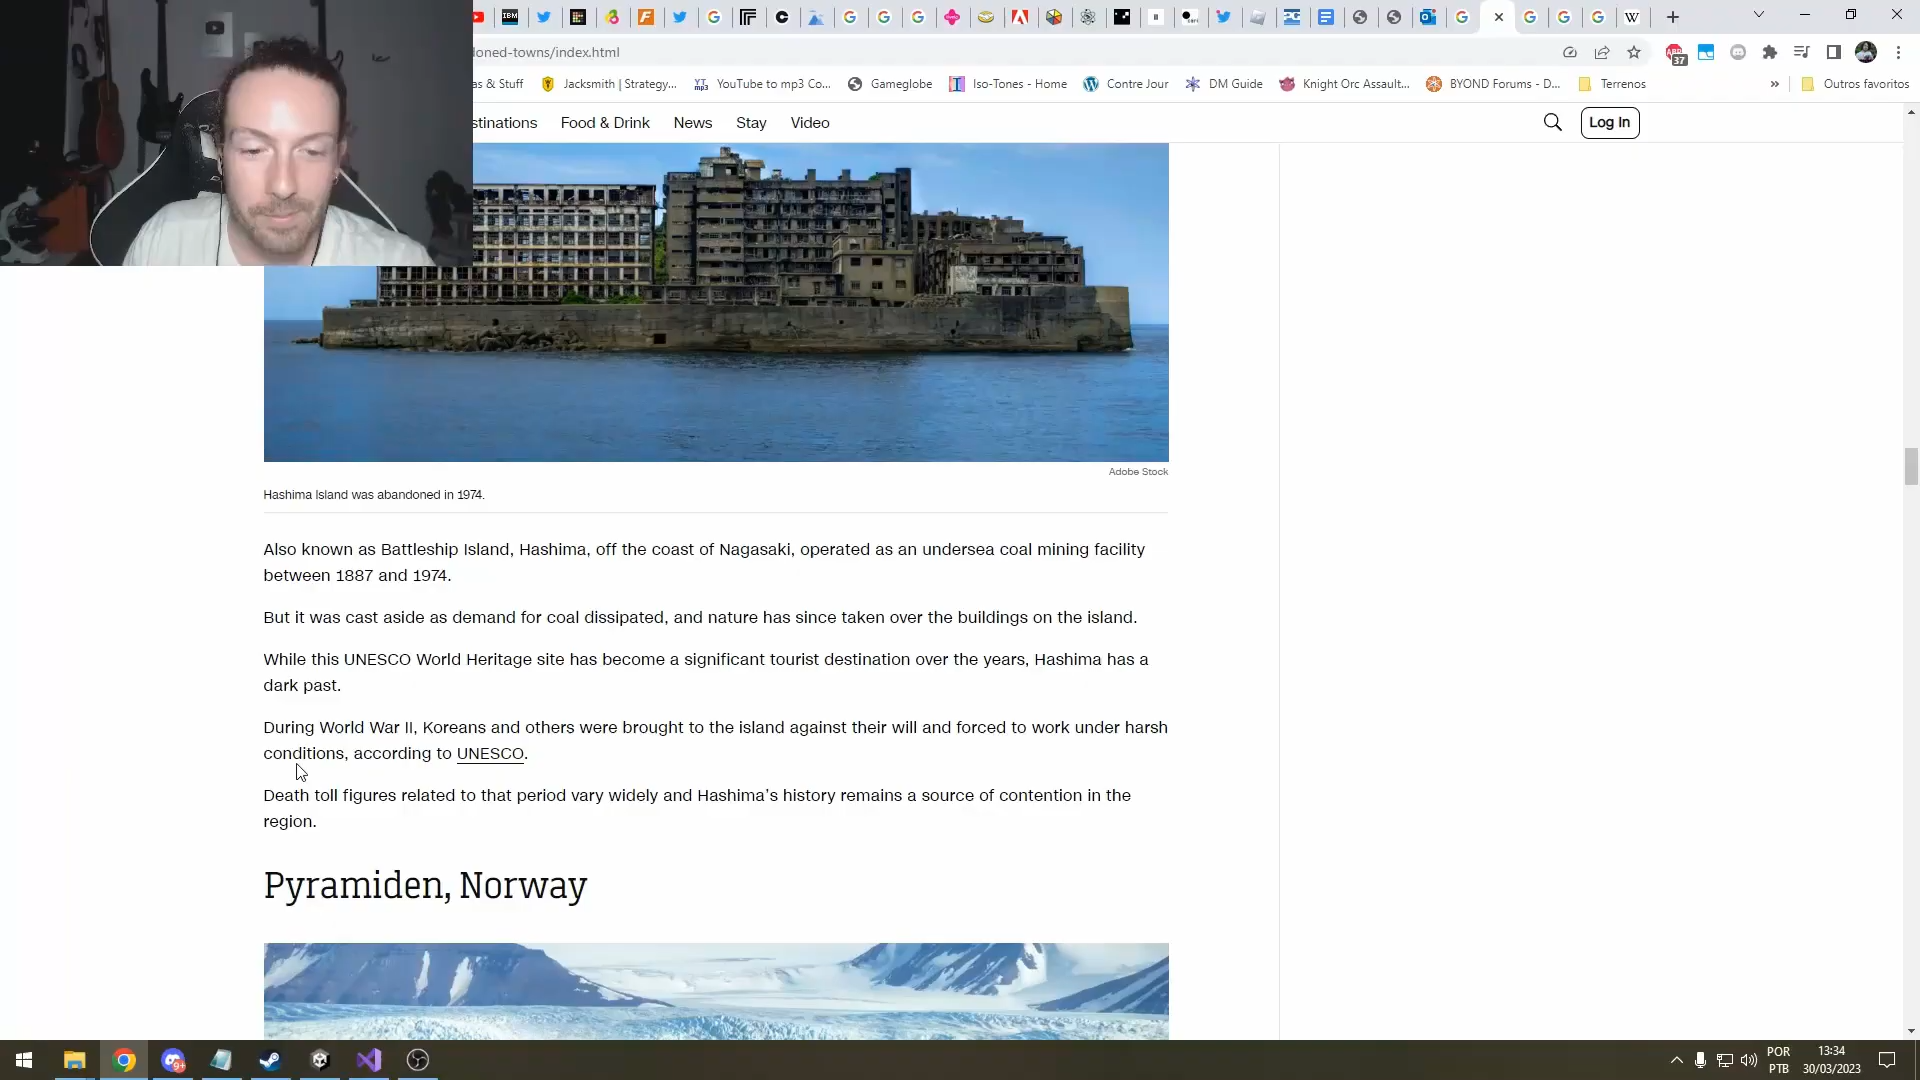 IBM
doned-towns/index.html
37
as & Stuff
Jacksmith | Strategy...
YouTube to mp3 Co...
Gameglobe
Iso-Tones - Home
Contre Jour
DM Guide
Knight Orc Assault...
BYOND Forums - D...
Terrenos
»
Outros favoritos
stinations
Food & Drink
News
Stay
Video
Log In
Adobe Stock
Hashima Island was abandoned in 1974.
Also known as Battleship Island, Hashima, off the coast of Nagasaki, operated as an undersea coal mining facility
between 1887 and 1974.
But it was cast aside as demand for coal dissipated, and nature has since taken over the buildings on the island.
While this UNESCO World Heritage site has become a significant tourist destination over the years, Hashima has a
dark past.
During World War II, Koreans and others were brought to the island against their will and forced to work under harsh
conditions, according to UNESCO.
Death toll figures related to that period vary widely and Hashima's history remains a source of contention in the
region.
Pyramiden, Norway
9+
POR
PTB
13:34
30/03/2023